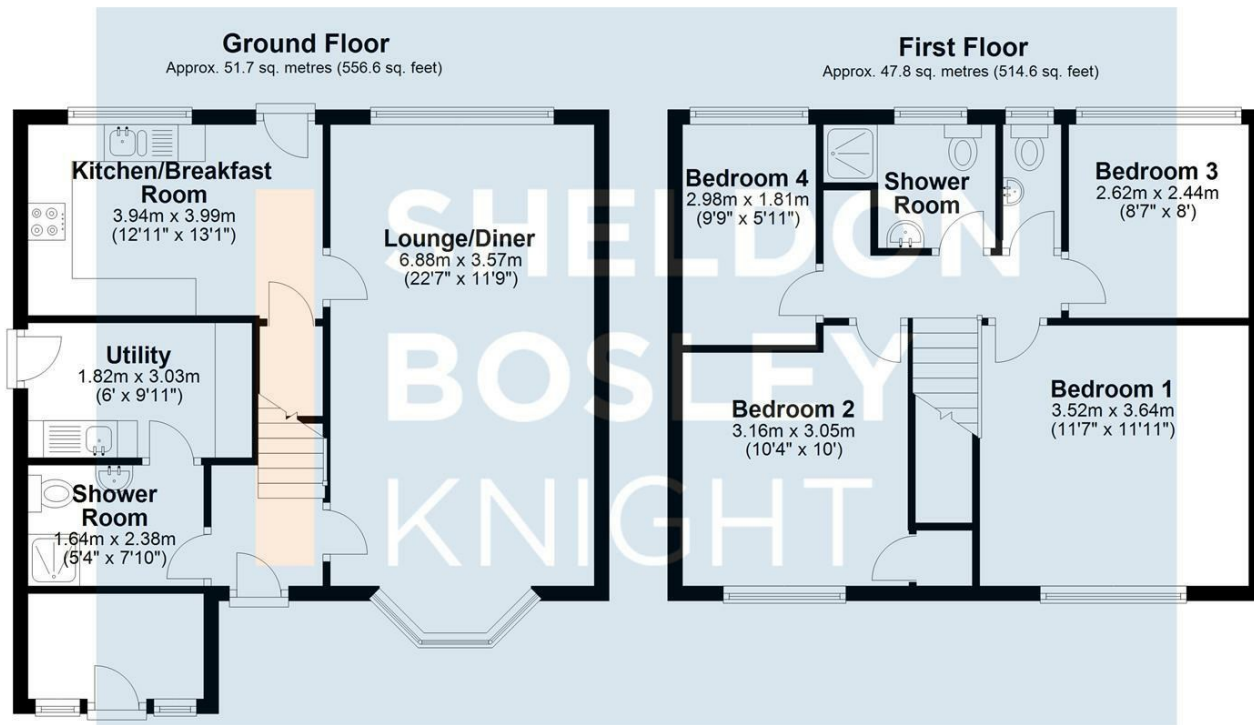 Ground Floor
Approx. 51.7 sq. metres (556.6 sq. feet)
Kitchen/Breakfast
Room
3.94m x 3.99m
(12'11" x 13'1")
Lounge/Diner
6.88m x 3.57m
(22'7" x 11'9")
Utility
1.82m x 3.03m
(6' x 9'11")
Shower
Room
1.64m x 2.38m
(5'4" x 7'10")
First Floor
Approx. 47.8 sq. metres (514.6 sq. feet)
Bedroom 4
2.98m x 1.81m
(9'9" x 5'11")
Shower
Room
Bedroom 3
2.62m x 2.44m
(8'7" x 8')
Bedroom 2
3.16m x 3.05m
(10'4" x 10')
Bedroom 1
3.52m x 3.64m
(11'7" x 11'11")
SHELDON
BOSLEY
KNIGHT